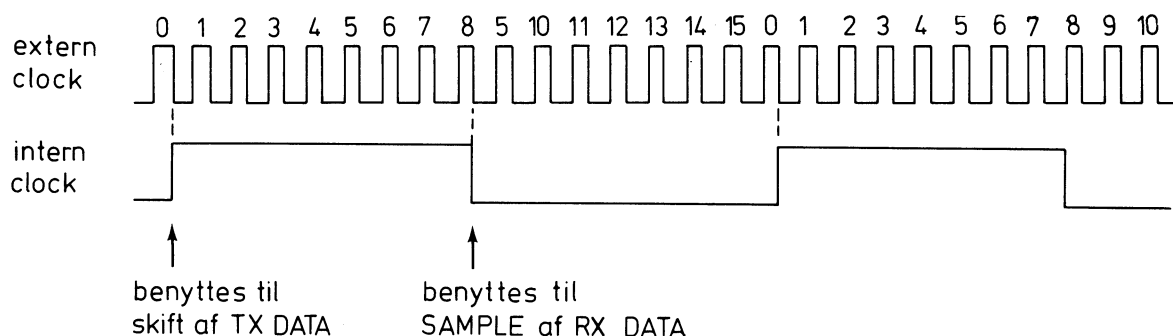 0 1 2 3 4 5 6 7 8 5 10 11 12 13 14 15 0 1 2 3 4 5 6 7 8 9 10
extern
clock
intern
clock
benyttes til
skift af TX DATA
benyttes til
SAMPLE af RX DATA